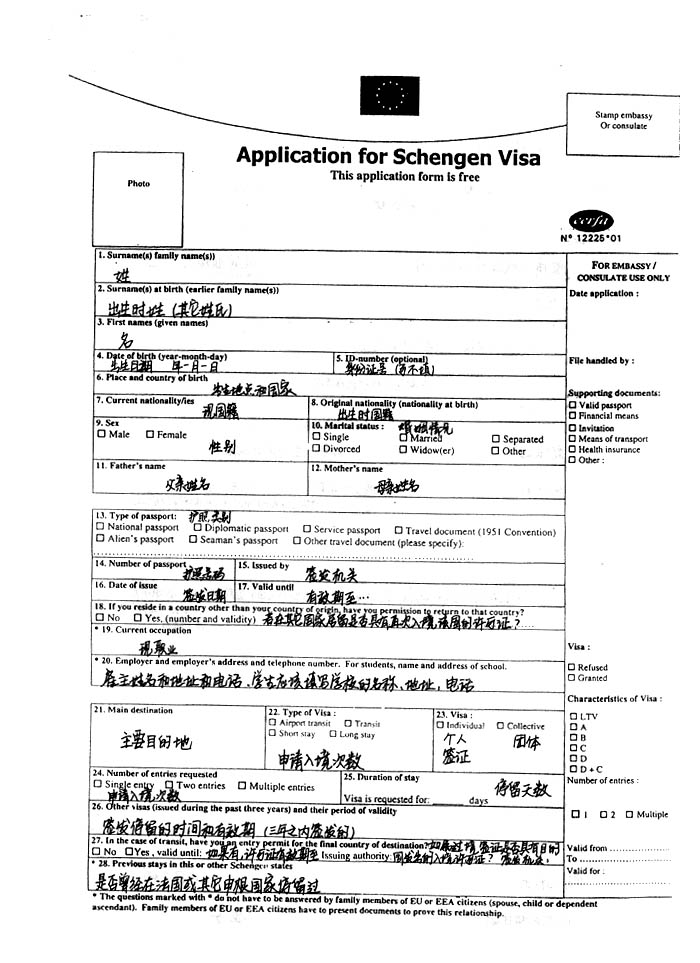 Stamp embassy
Or consulate
Application for Schengen Visa
This application form is free
Photo
cerfa
N° 12225*01
1. Surname(s) family name(s))
姓
2. Surname(s) at birth (earlier family name(s))
出生时姓 (其它姓氏)
3. First names (given names)
名
4. Date of birth (year-month-day)
出生日期 年-月-日
5. ID-number (optional)
身份证号 (可不填)
6. Place and country of birth
出生地点和国家
7. Current nationality/ies
现国籍
8. Original nationality (nationality at birth)
出生时国籍
9. Sex
□ Male □ Female
性别
10. Marital status : 婚姻情况
□ Single □ Married □ Separated
□ Divorced □ Widow(er) □ Other
11. Father's name
父亲姓名
12. Mother's name
母亲姓名
13. Type of passport: 护照类别
□ National passport □ Diplomatic passport □ Service passport □ Travel document (1951 Convention)
□ Alien's passport □ Seaman's passport □ Other travel document (please specify):
14. Number of passport
护照号码
15. Issued by
签发机关
16. Date of issue
签发日期
17. Valid until
有效期至…
18. If you reside in a country other than your country of origin, have you permission to return to that country?
□ No □ Yes, (number and validity) 若在其它国家居留是否具有再次入境该国的许可证?
* 19. Current occupation
现职业
* 20. Employer and employer's address and telephone number. For students, name and address of school.
雇主姓名和地址和电话、学生应该填写学校的名称、地址, 电话
21. Main destination
主要目的地
22. Type of Visa :
□ Airport transit □ Transit
□ Short stay □ Long stay
申请入境次数
23. Visa :
□ Individual □ Collective
个人 团体
签证
24. Number of entries requested
□ Single entry □ Two entries □ Multiple entries
申请入境次数
25. Duration of stay
停留天数
Visa is requested for: ______ days
26. Other visas (issued during the past three years) and their period of validity
签发停留的时间和有效期 (三年之内签发的)
27. In the case of transit, have you an entry permit for the final country of destination? 如果过境 签证是否具有目的
□ No □ Yes, valid until: 如果有,许可证有效期至 Issuing authority: 签发机关:
* 28. Previous stays in this or other Schengen states
是否曾经在法国或其它申根国家停留过
* The questions marked with * do not have to be answered by family members of EU or EEA citizens (spouse, child or dependent
ascendant). Family members of EU or EEA citizens have to present documents to prove this relationship.
FOR EMBASSY /
CONSULATE USE ONLY
Date application :
File handled by :
Supporting documents:
□ Valid passport
□ Financial means
□ Invitation
□ Means of transport
□ Health insurance
□ Other :
Visa :
□ Refused
□ Granted
Characteristics of Visa :
□ LTV
□ A
□ B
□ C
□ D
□ D + C
Number of entries :
□ 1 □ 2 □ Multiple
Valid from
To
Valid for :